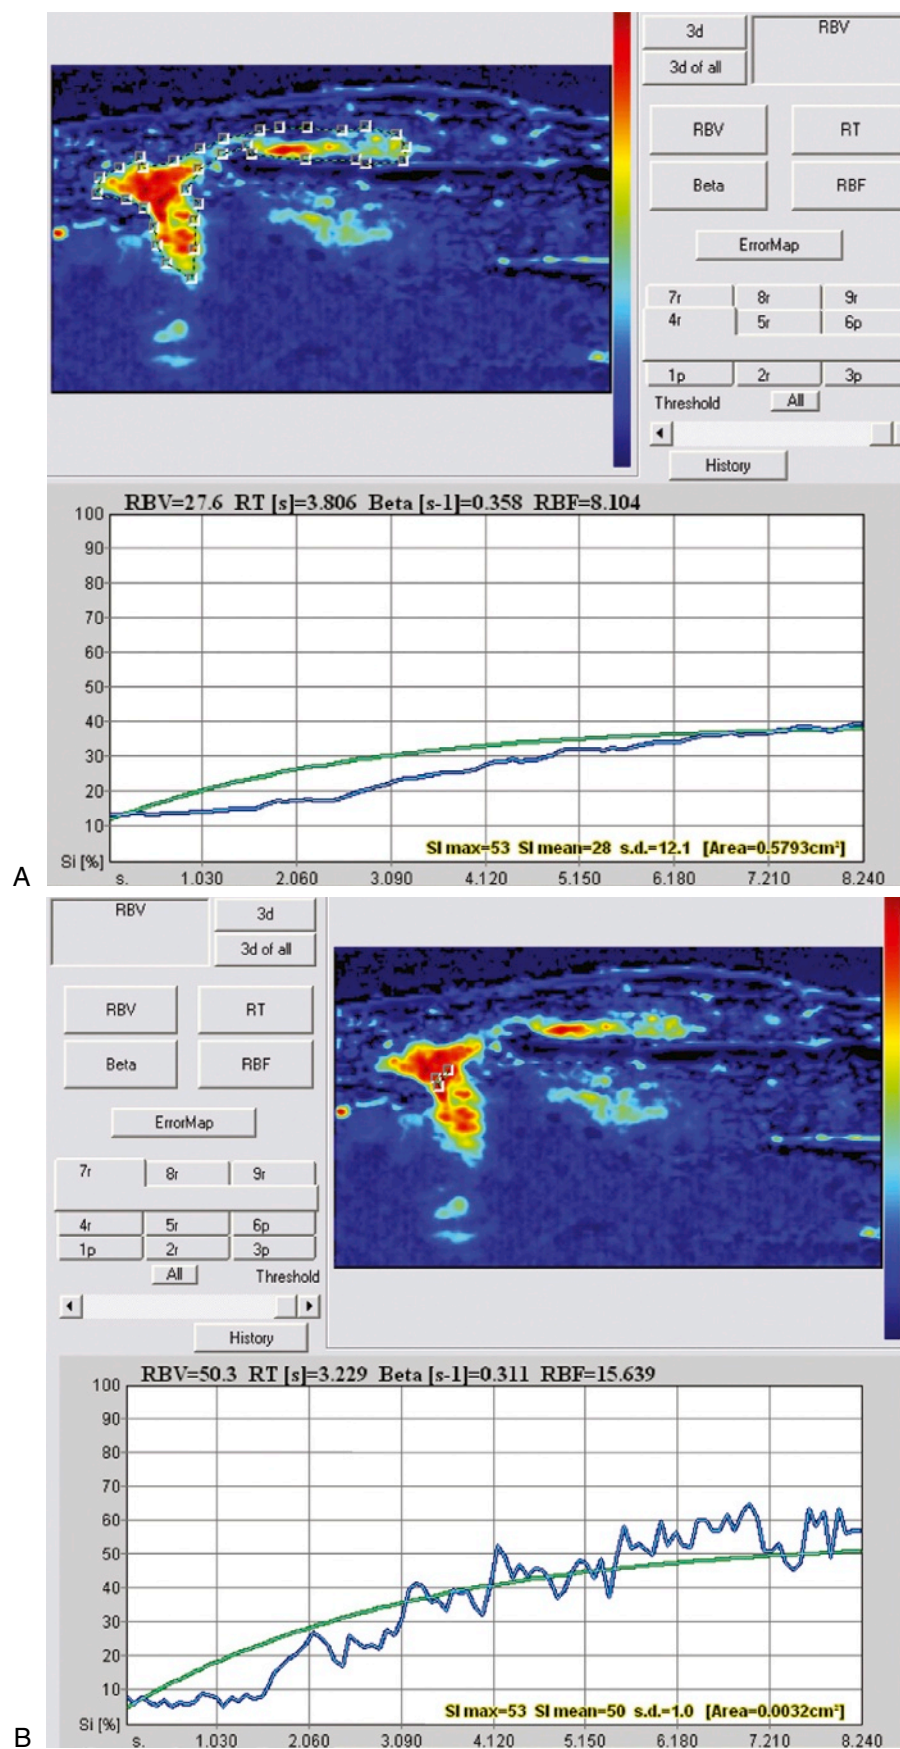 3d
RBV
3d of all
RBV
RT
Beta
RBF
ErrorMap
7r
8r
9r
4r
5r
6p
1p
2r
3p
Threshold
All
History
RBV=27.6 RT [s]=3.806 Beta [s-1]=0.358 RBF=8.104
100
90
80
70
60
50
40
30
20
10
SI max=53 SI mean=28 s.d.=12.1 [Area=0.5793cm²]
Si [%]
s.
1.030
2.060
3.090
4.120
5.150
6.180
7.210
8.240
A
RBV
3d
3d of all
RBV
RT
Beta
RBF
ErrorMap
7r
8r
9r
4r
5r
6p
1p
2r
3p
All
Threshold
History
RBV=50.3 RT [s]=3.229 Beta [s-1]=0.311 RBF=15.639
100
90
80
70
60
50
40
30
20
10
SI max=53 SI mean=50 s.d.=1.0 [Area=0.0032cm²]
Si [%]
s.
1.030
2.060
3.090
4.120
5.150
6.180
7.210
8.240
B